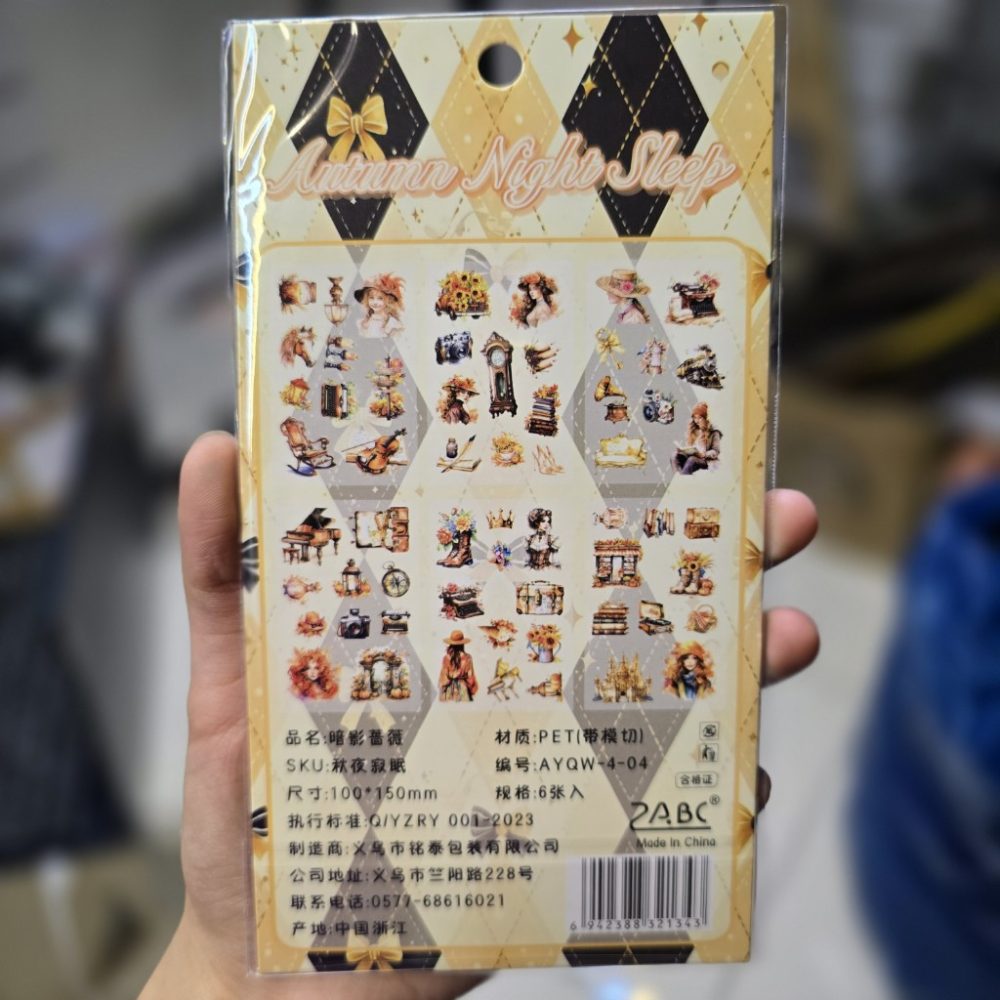 Autumn Night Sleep
品名:暗影蔷薇
材质:PET(带模切)
SKU:秋夜寂眠
编号:AYQW-4-04
尺寸:100*150mm
规格:6张入
合格证
执行标准:Q/YZRY 001-2023
ZABC®
Made In China
制造商:义乌市铭泰包装有限公司
公司地址:义乌市兰阳路228号
联系电话:0577-68616021
产地:中国浙江
6 942388 321343